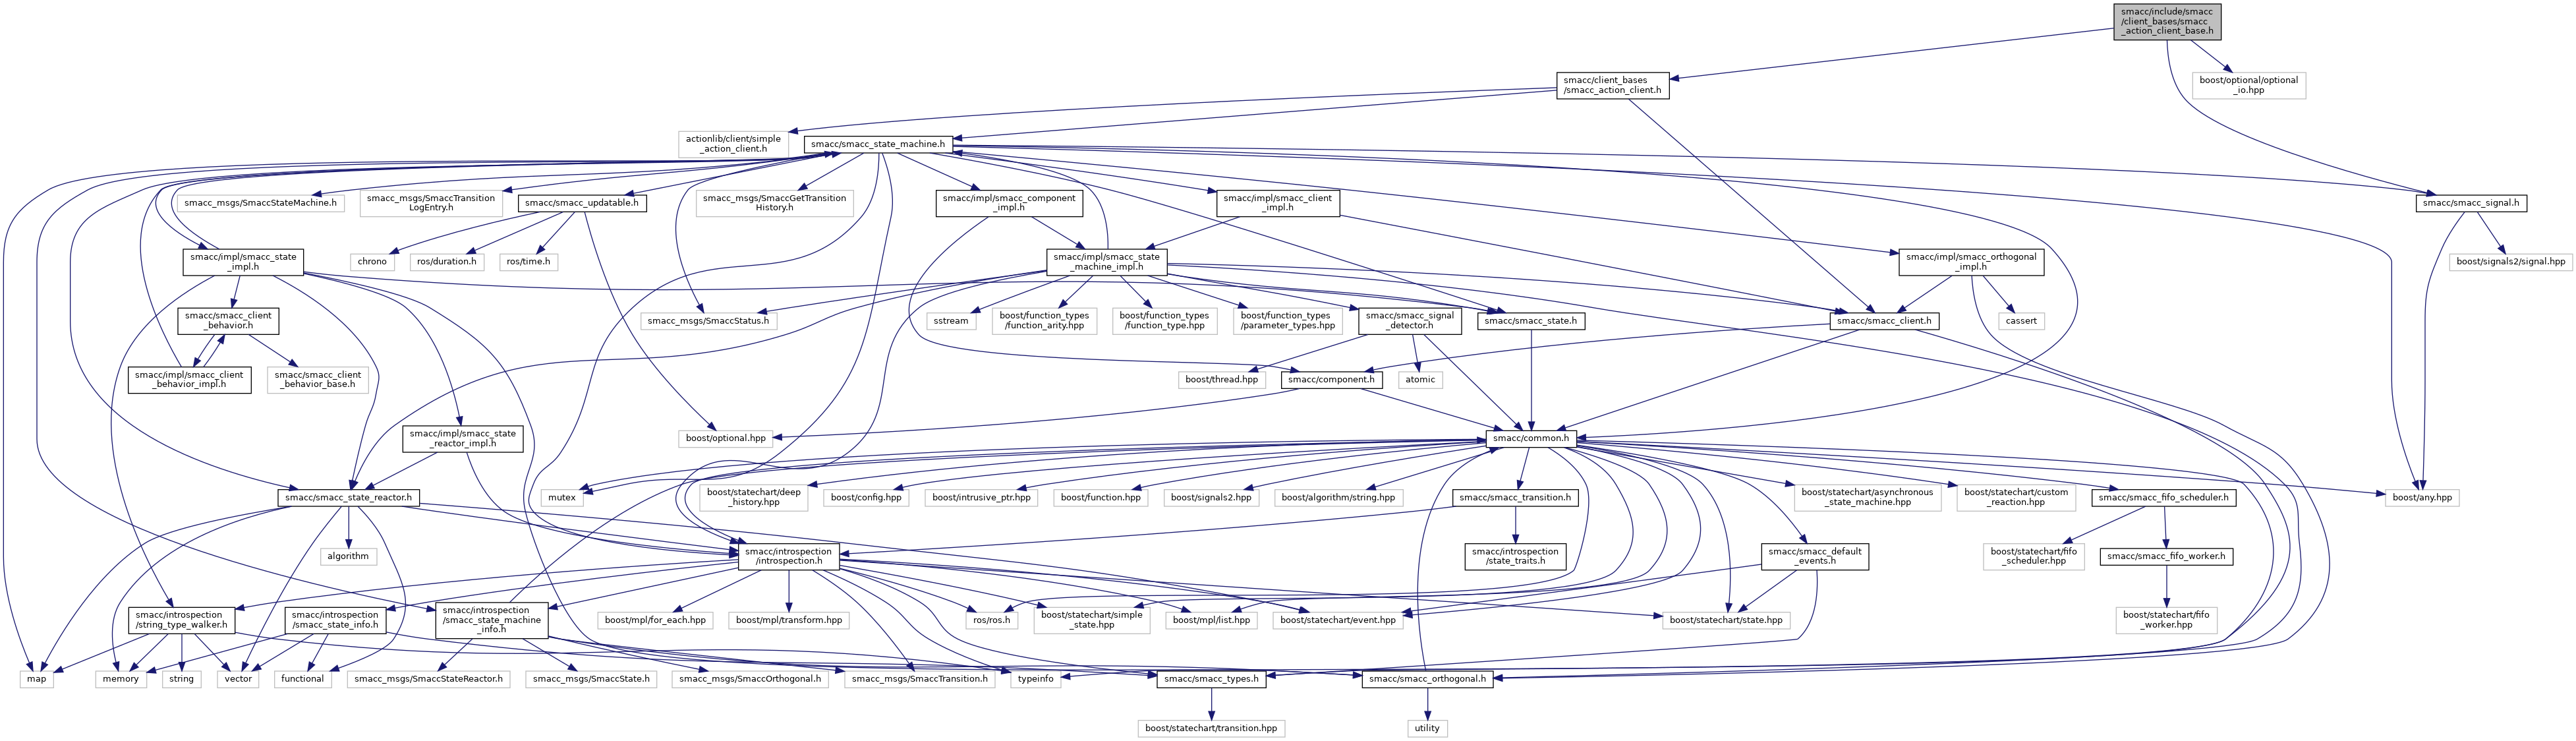 smacc/include/smacc
/client_bases/smacc
_action_client_base.h
smacc/client_bases
/smacc_action_client.h
boost/optional/optional
_io.hpp
actionlib/client/simple
_action_client.h
smacc/smacc_state_machine.h
smacc_msgs/SmaccStateMachine.h
smacc_msgs/SmaccTransition
LogEntry.h
smacc/smacc_updatable.h
smacc_msgs/SmaccGetTransition
History.h
smacc/impl/smacc_component
_impl.h
smacc/impl/smacc_client
_impl.h
smacc/smacc_signal.h
smacc/impl/smacc_state
_impl.h
chrono
ros/duration.h
ros/time.h
smacc/impl/smacc_state
_machine_impl.h
smacc/impl/smacc_orthogonal
_impl.h
boost/signals2/signal.hpp
smacc/smacc_client
_behavior.h
smacc_msgs/SmaccStatus.h
sstream
boost/function_types
/function_arity.hpp
boost/function_types
/function_type.hpp
boost/function_types
/parameter_types.hpp
smacc/smacc_signal
_detector.h
smacc/smacc_state.h
smacc/smacc_client.h
cassert
smacc/impl/smacc_client
_behavior_impl.h
smacc/smacc_client
_behavior_base.h
boost/thread.hpp
smacc/component.h
atomic
smacc/impl/smacc_state
_reactor_impl.h
boost/optional.hpp
smacc/common.h
smacc/smacc_state_reactor.h
mutex
boost/statechart/deep
_history.hpp
boost/config.hpp
boost/intrusive_ptr.hpp
boost/function.hpp
boost/signals2.hpp
boost/algorithm/string.hpp
smacc/smacc_transition.h
boost/statechart/asynchronous
_state_machine.hpp
boost/statechart/custom
_reaction.hpp
smacc/smacc_fifo_scheduler.h
boost/any.hpp
algorithm
smacc/introspection
/introspection.h
smacc/introspection
/state_traits.h
smacc/smacc_default
_events.h
boost/statechart/fifo
_scheduler.hpp
smacc/smacc_fifo_worker.h
smacc/introspection
/string_type_walker.h
smacc/introspection
/smacc_state_info.h
smacc/introspection
/smacc_state_machine
_info.h
boost/mpl/for_each.hpp
boost/mpl/transform.hpp
ros/ros.h
boost/statechart/simple
_state.hpp
boost/mpl/list.hpp
boost/statechart/event.hpp
boost/statechart/state.hpp
boost/statechart/fifo
_worker.hpp
map
memory
string
vector
functional
smacc_msgs/SmaccStateReactor.h
smacc_msgs/SmaccState.h
smacc_msgs/SmaccOrthogonal.h
smacc_msgs/SmaccTransition.h
typeinfo
smacc/smacc_types.h
smacc/smacc_orthogonal.h
boost/statechart/transition.hpp
utility